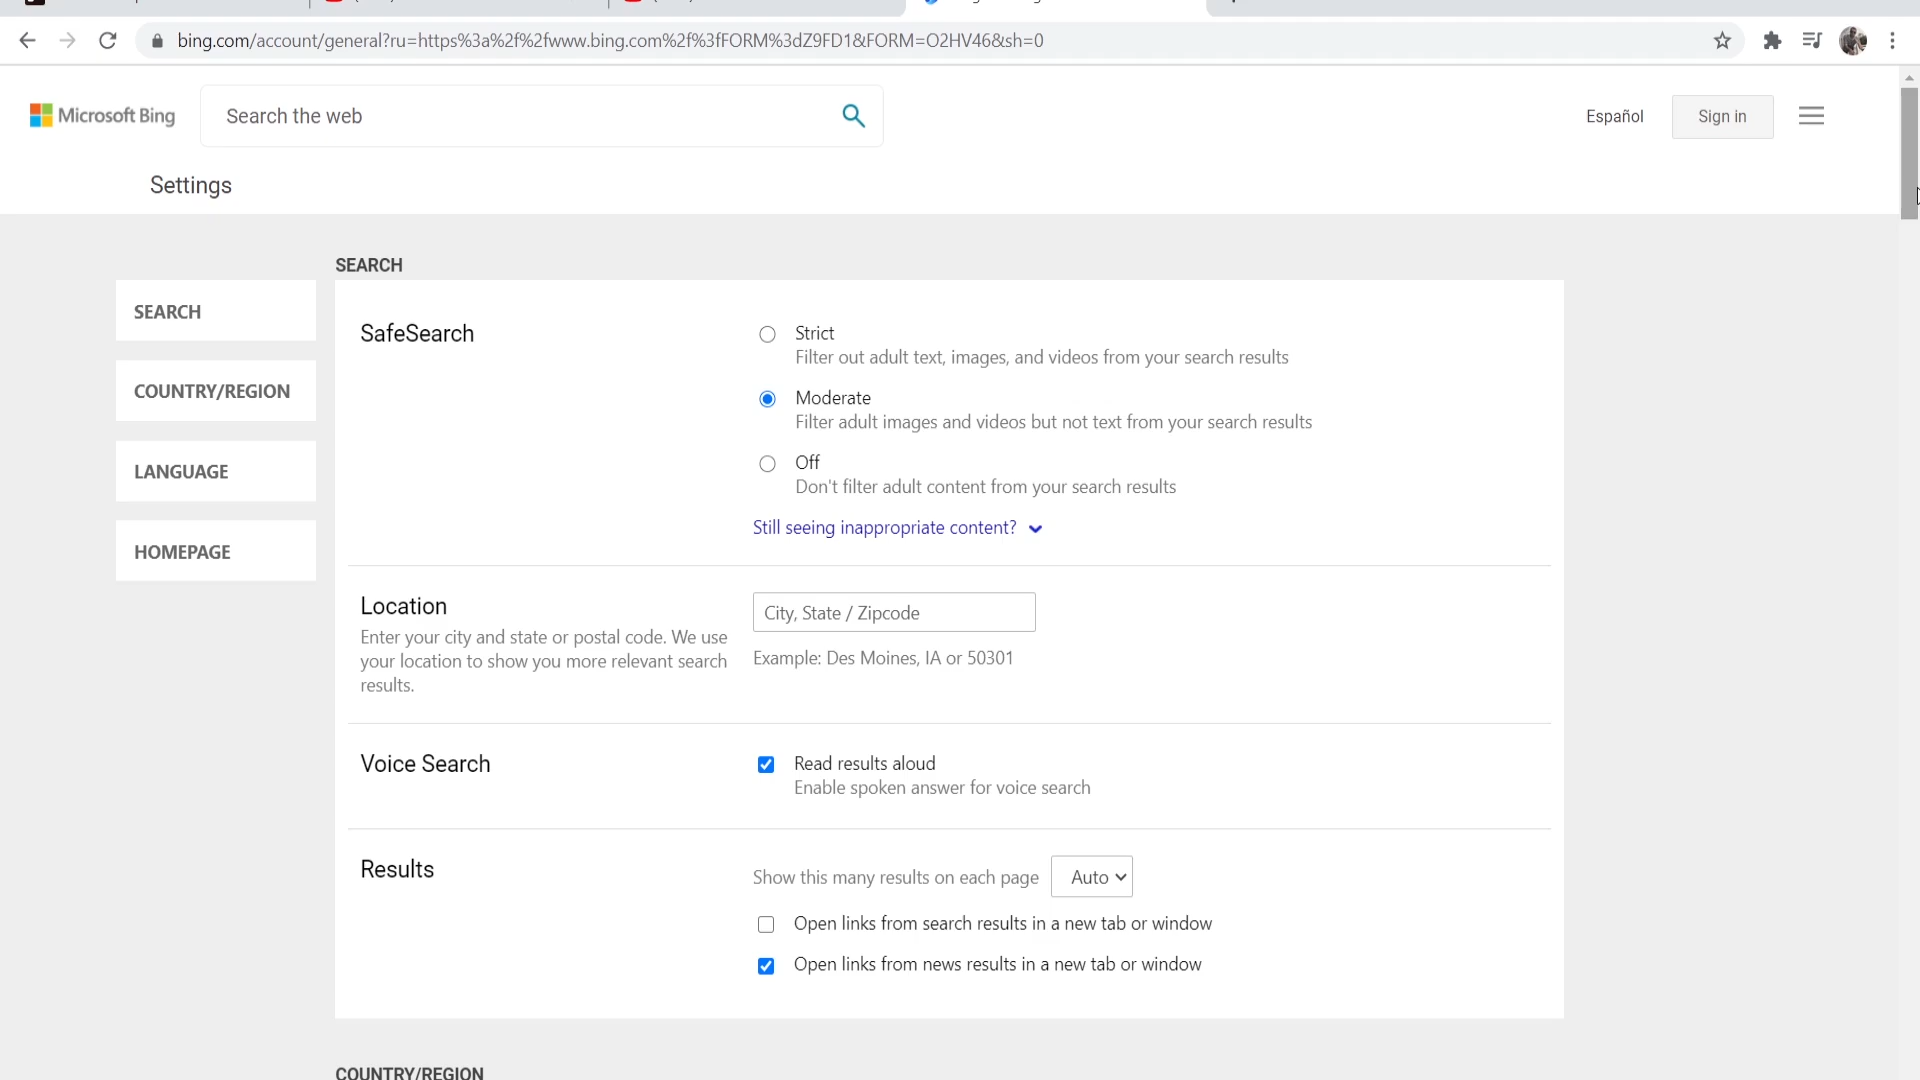 bing.com/account/general?ru=https%3a%2f%2fwww.bing.com%2f%3fFORM%3dZ9FD1&FORM=O2HV46&sh=0
Microsoft Bing
Search the web
Español
Sign in
Settings
SEARCH
SEARCH
COUNTRY/REGION
LANGUAGE
HOMEPAGE
SafeSearch
Strict
Filter out adult text, images, and videos from your search results
Moderate
Filter adult images and videos but not text from your search results
Off
Don't filter adult content from your search results
Still seeing inappropriate content?
Location
Enter your city and state or postal code. We use
your location to show you more relevant search
results.
City, State / Zipcode
Example: Des Moines, IA or 50301
Voice Search
Read results aloud
Enable spoken answer for voice search
Results
Show this many results on each page
Auto
Open links from search results in a new tab or window
Open links from news results in a new tab or window
COUNTRY/REGION